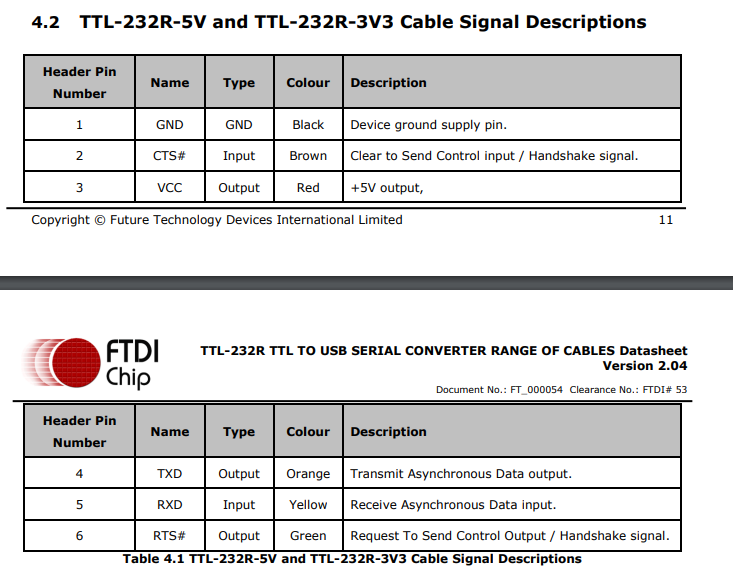 4.2 TTL-232R-5V and TTL-232R-3V3 Cable Signal Descriptions
Header Pin Number Name Type Colour Description
1 GND GND Black Device ground supply pin.
2 CTS# Input Brown Clear to Send Control input / Handshake signal.
3 VCC Output Red +5V output,
Copyright © Future Technology Devices International Limited 11
FTDI
Chip
TTL-232R TTL TO USB SERIAL CONVERTER RANGE OF CABLES Datasheet
Version 2.04
Document No.: FT_000054 Clearance No.: FTDI# 53
Header Pin Number Name Type Colour Description
4 TXD Output Orange Transmit Asynchronous Data output.
5 RXD Input Yellow Receive Asynchronous Data input.
6 RTS# Output Green Request To Send Control Output / Handshake signal.
Table 4.1 TTL-232R-5V and TTL-232R-3V3 Cable Signal Descriptions